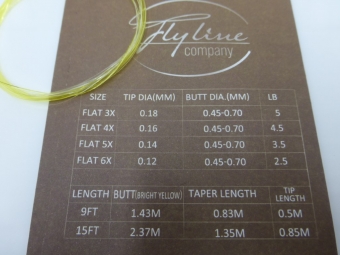 Fly line
company
SIZE TIP DIA(MM) BUTT DIA.(MM) LB
FLAT 3X 0.18 0.45-0.70 5
FLAT 4X 0.16 0.45-0.70 4.5
FLAT 5X 0.14 0.45-0.70 3.5
FLAT 6X 0.12 0.45-0.70 2.5
LENGTH BUTT(BRIGHT YELLOW) TAPER LENGTH TIP LENGTH
9FT 1.43M 0.83M 0.5M
15FT 2.37M 1.35M 0.85M